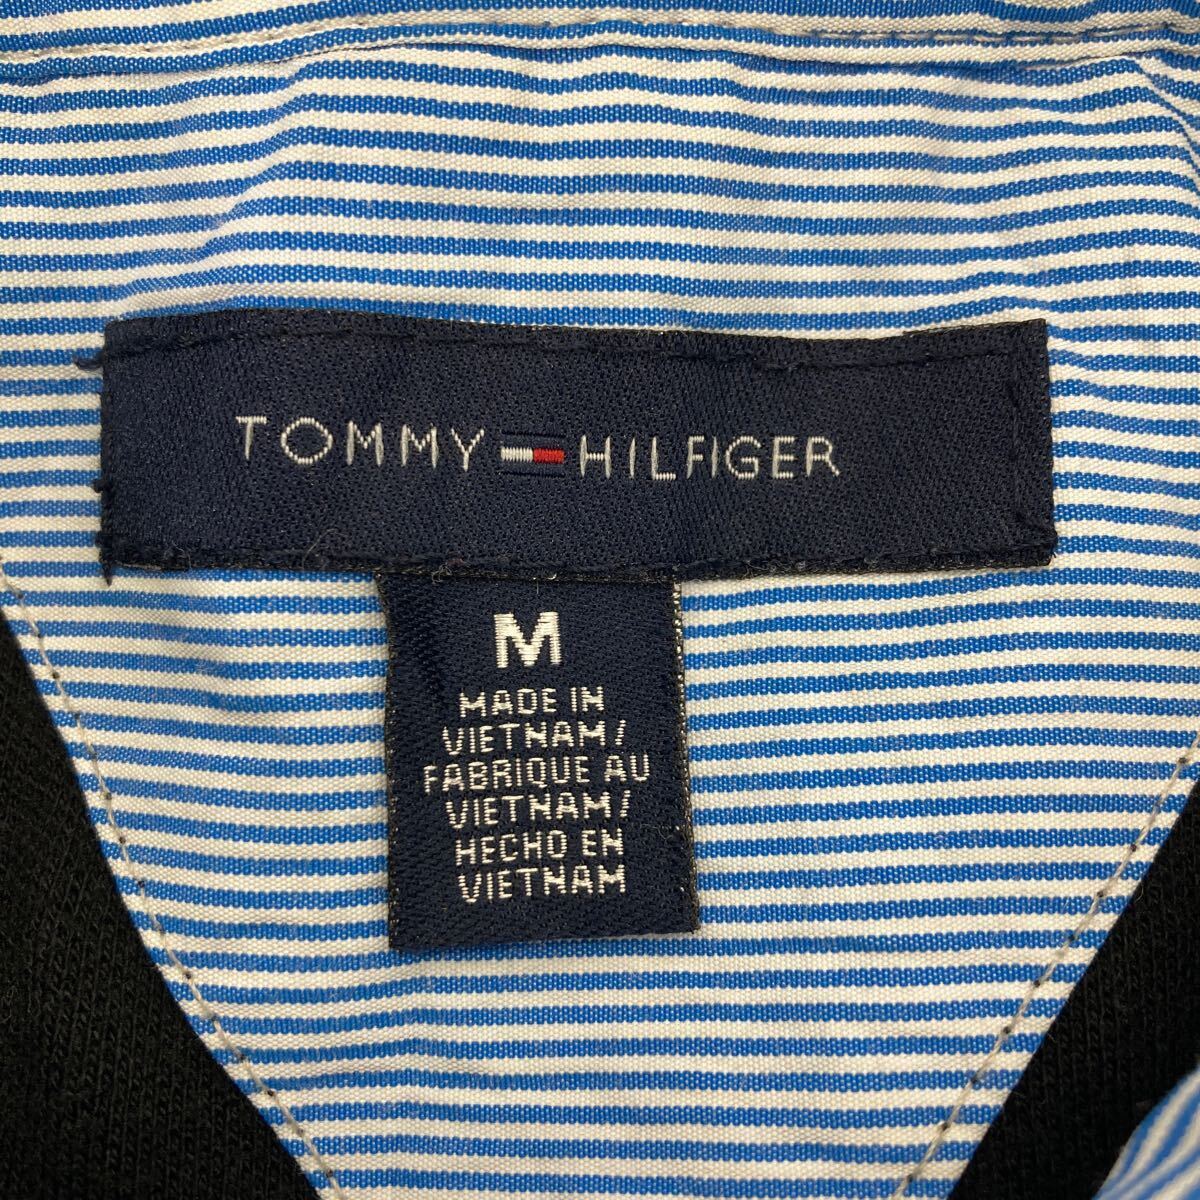 TOMMY HILFIGER
M
MADE IN
VIETNAM/
FABRIQUE AU
VIETNAM/
HECHO EN
VIETNAM